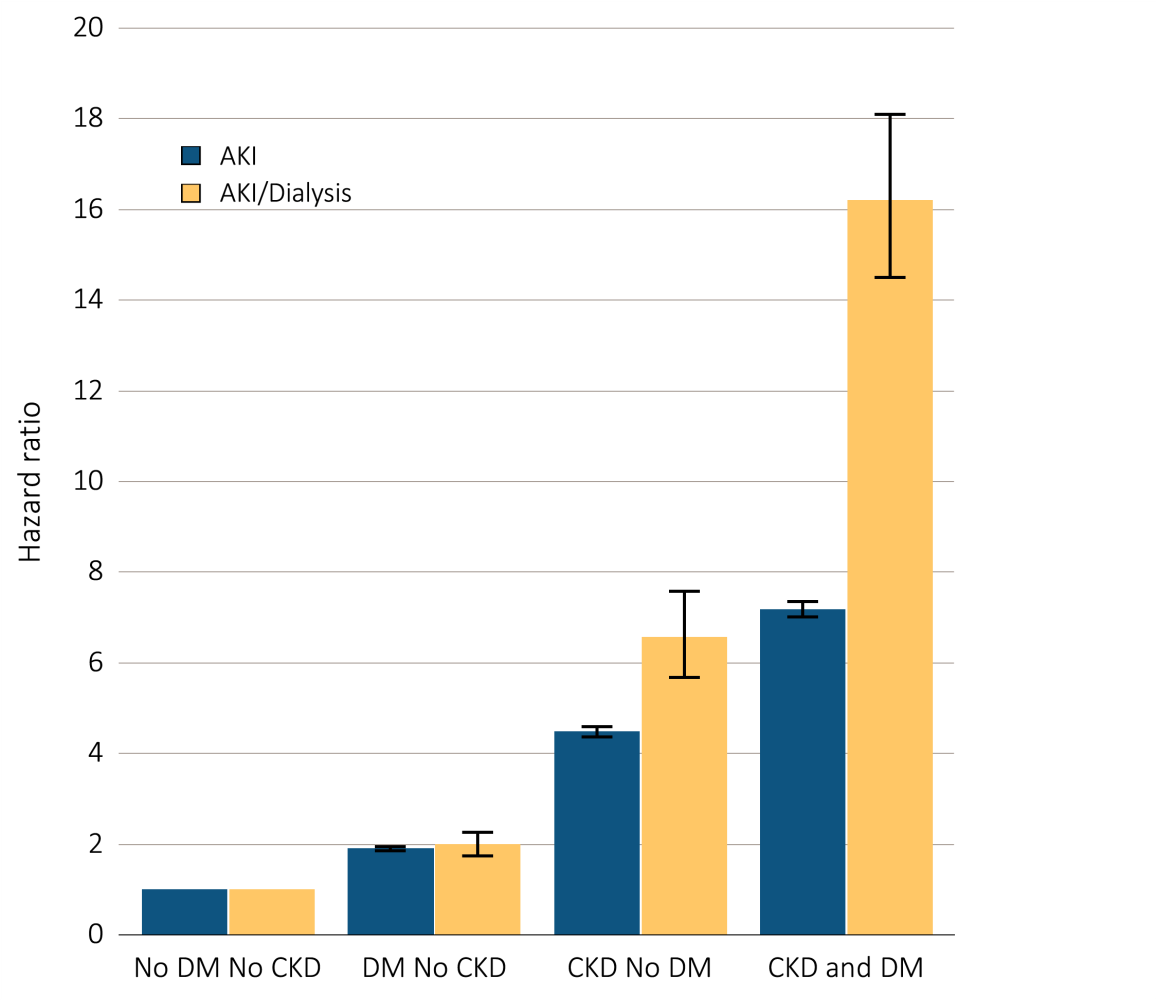 20
18
AKI
AKI/Dialysis
16
14
12
Hazard ratio
10
8
6
4
2
0
No DM No CKD
DM No CKD
CKD No DM
CKD and DM